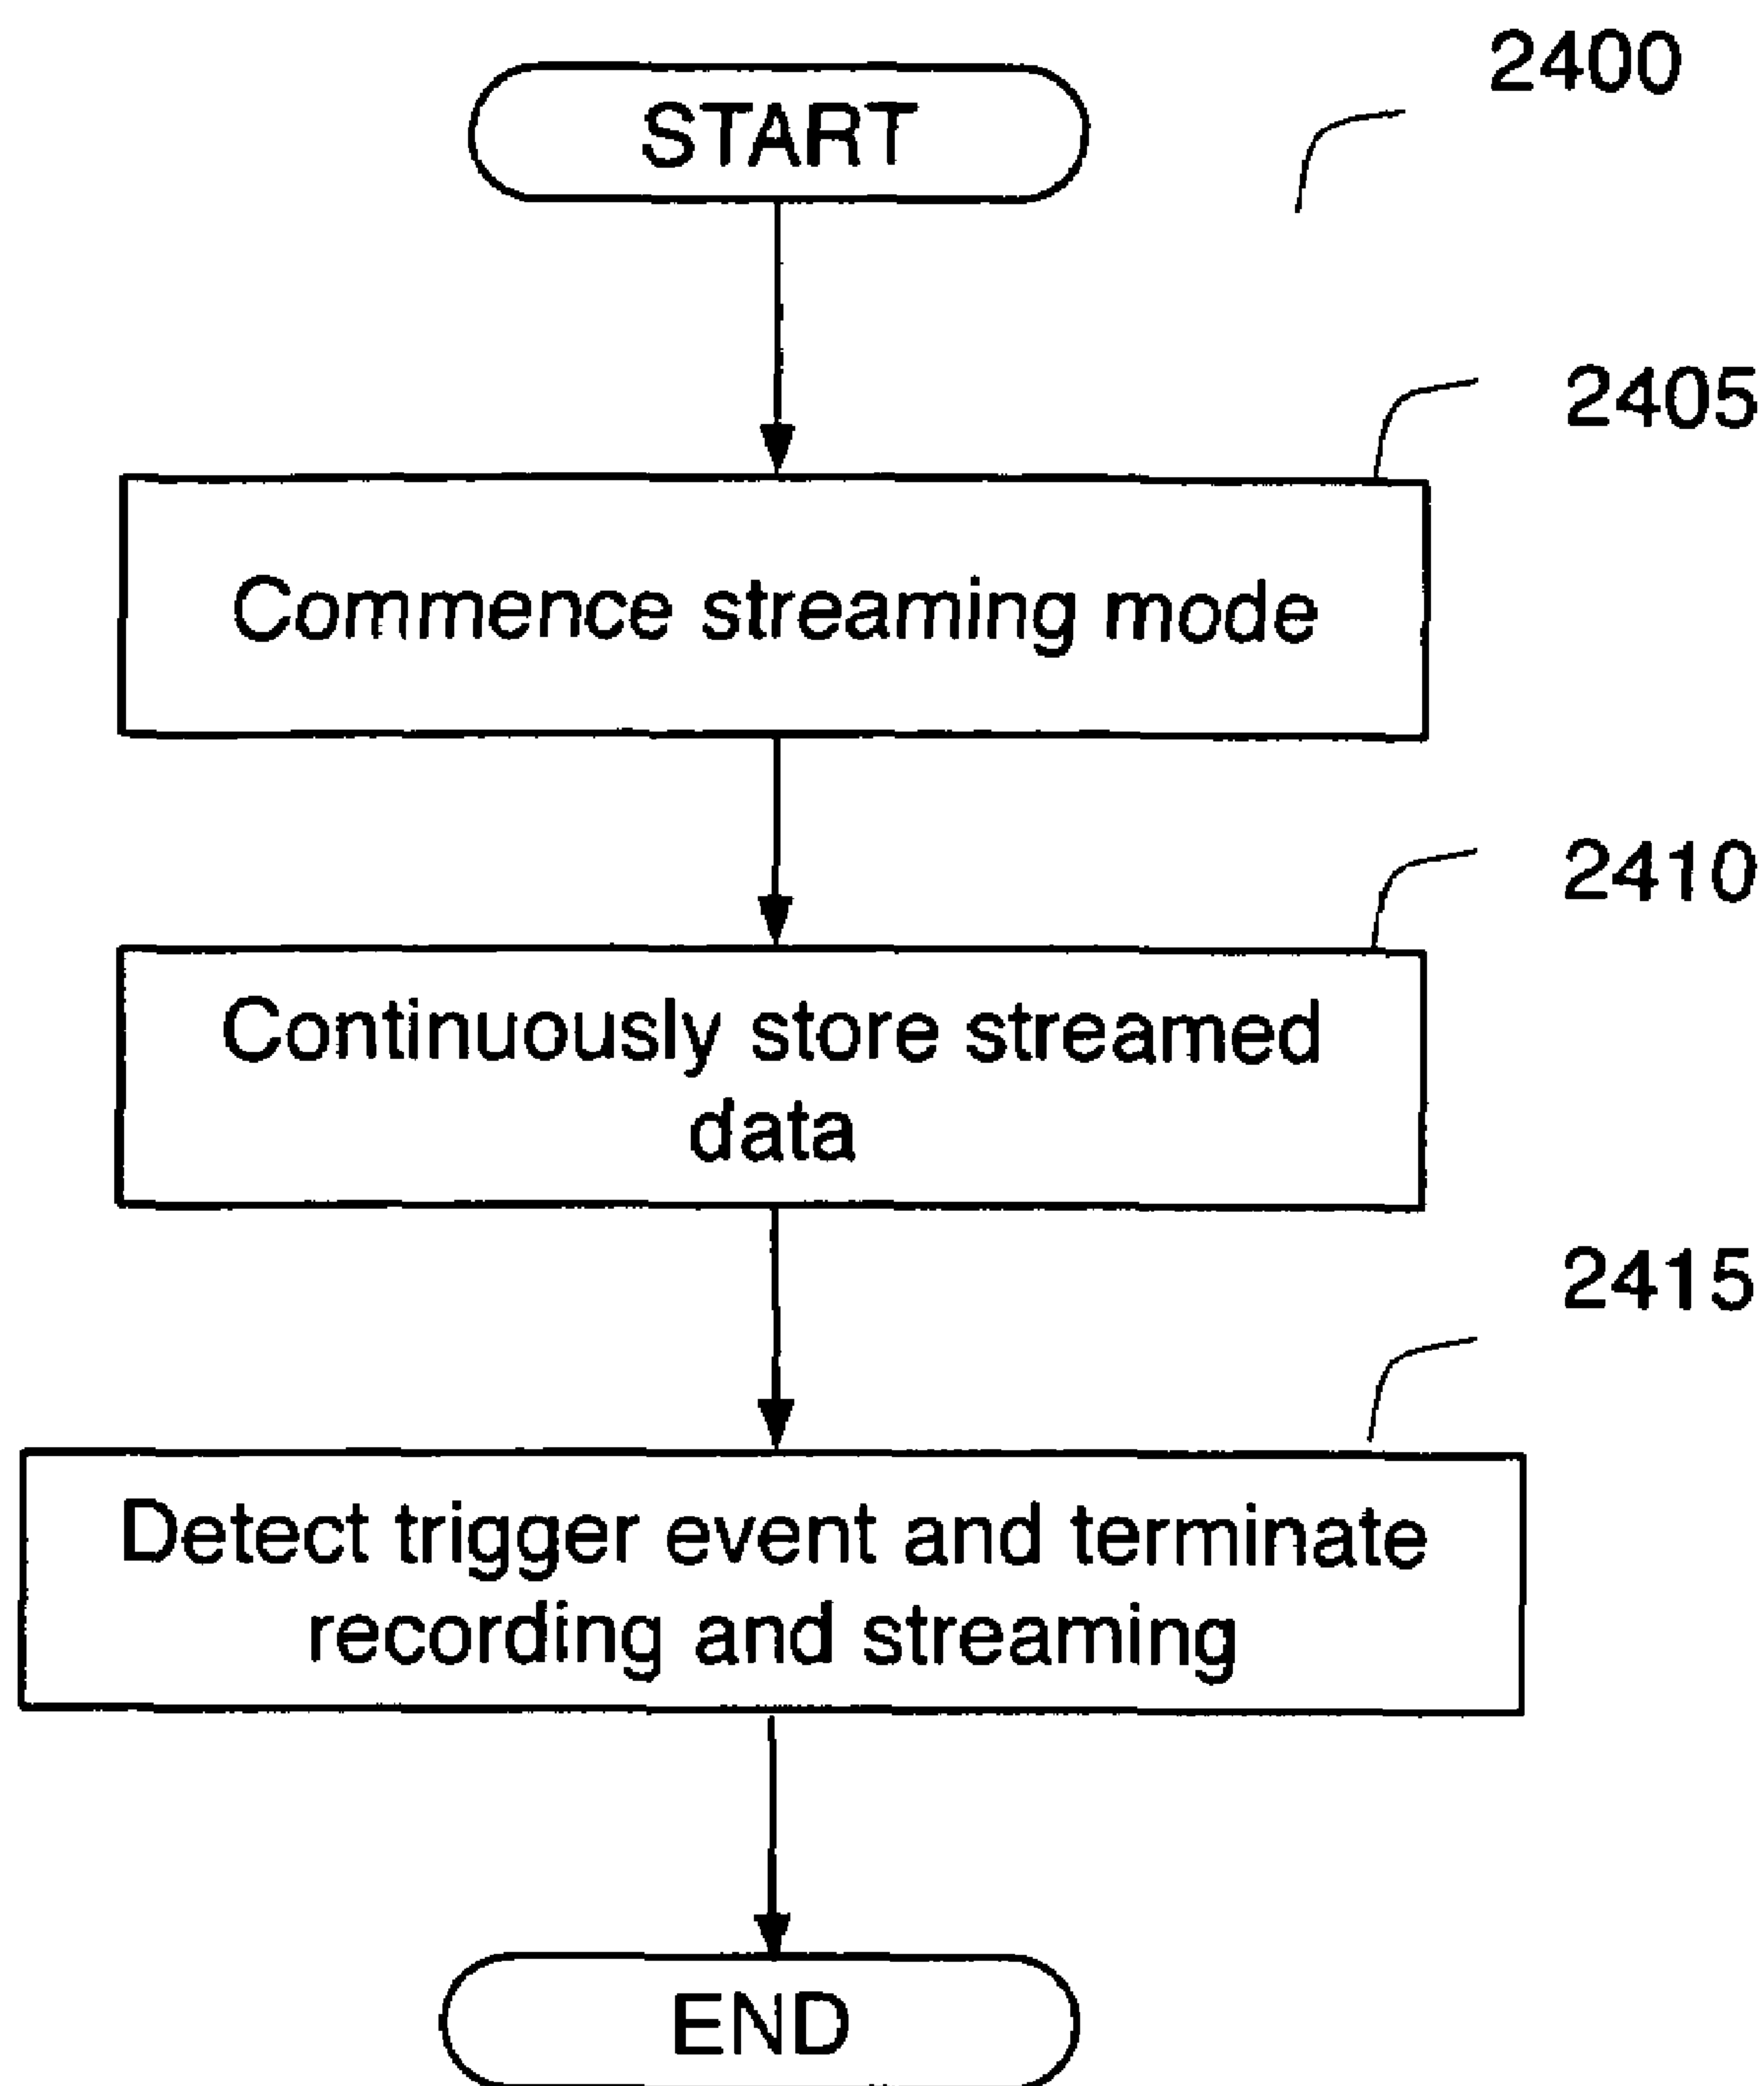 2400
START
2405
Commence streaming mode
2410
Continuously store streamed
data
2415
Detect trigger event and terminate
recording and streaming
END